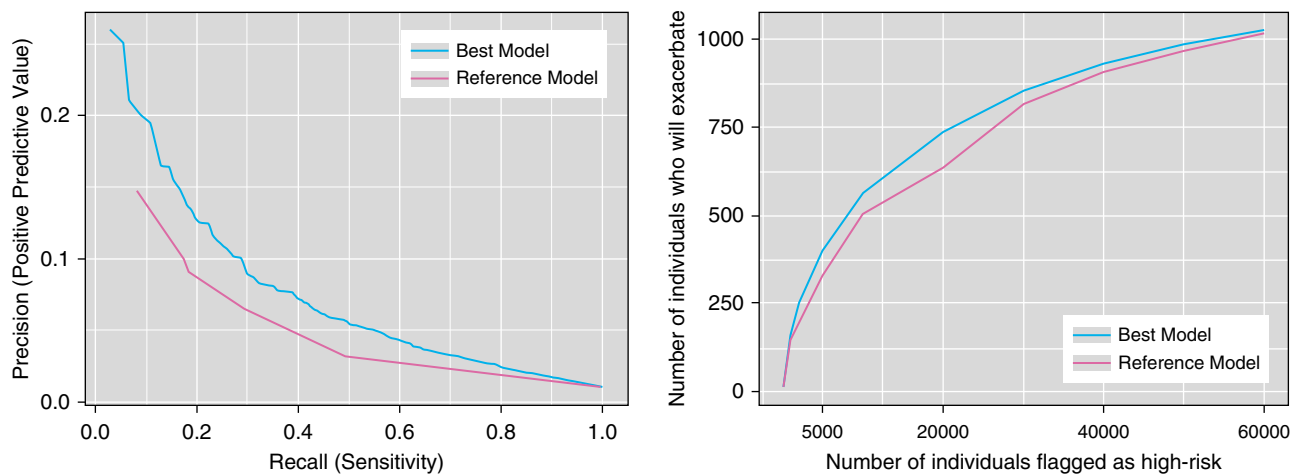 Precision (Positive Predictive Value)
0.2
0.1
0.0
Best Model
Reference Model
0.0 0.2 0.4 0.6 0.8 1.0
Recall (Sensitivity)
Number of individuals who will exacerbate
1000
750
500
250
0
Best Model
Reference Model
5000 20000 40000 60000
Number of individuals flagged as high-risk